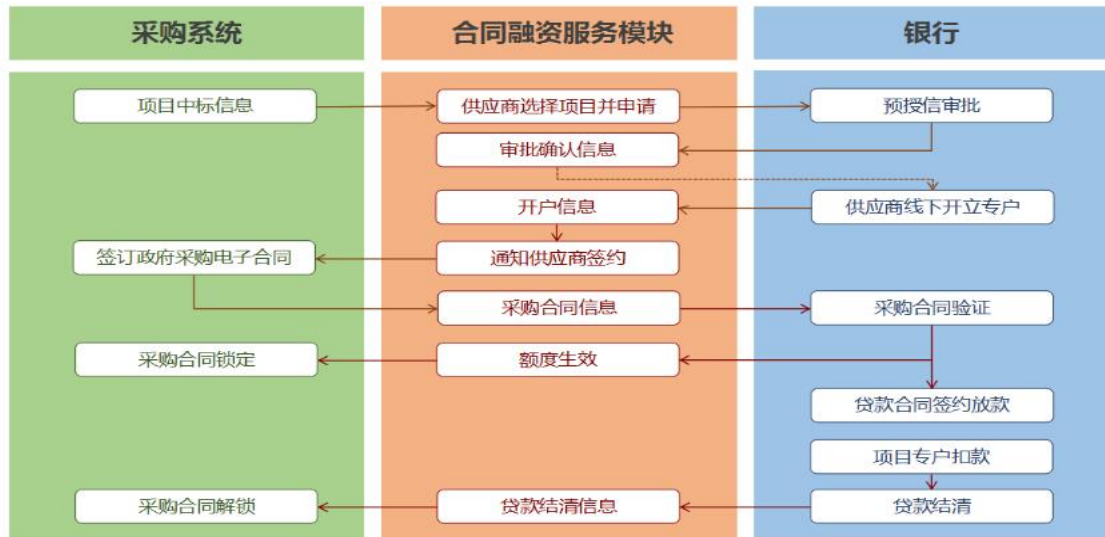 采购系统
合同融资服务模块
银行
项目中标信息
供应商选择项目并申请
预授信审批
审批确认信息
开户信息
供应商线下开立专户
签订政府采购电子合同
通知供应商签约
采购合同信息
采购合同验证
采购合同锁定
额度生效
贷款合同签约放款
项目专户扣款
采购合同解锁
贷款结清信息
贷款结清